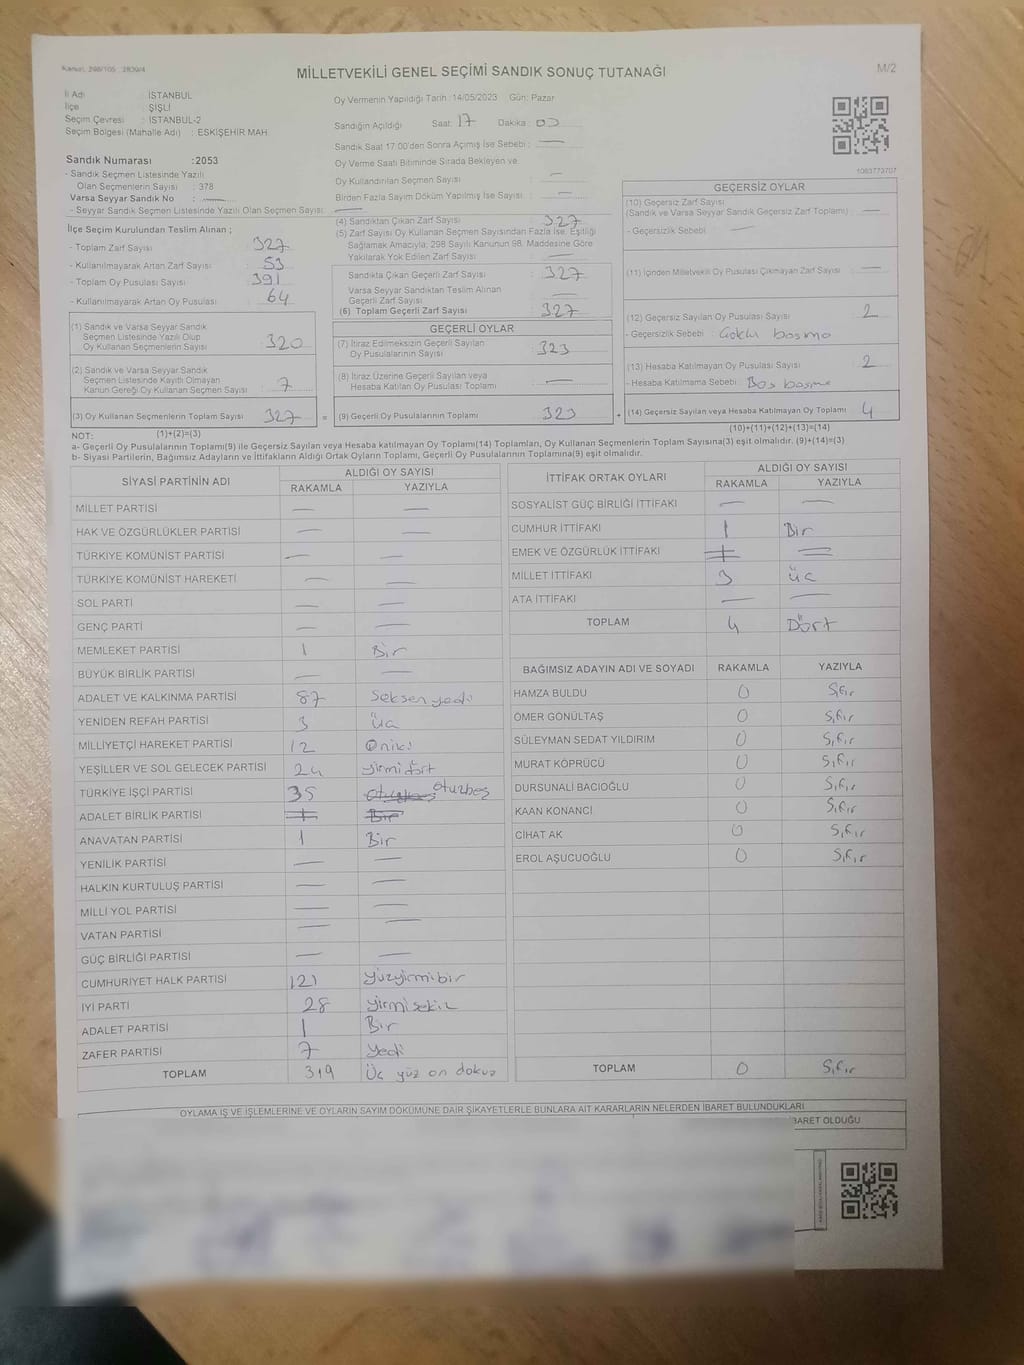 Kanun: 298/105 2839/4
MİLLETVEKİLİ GENEL SEÇİMİ SANDIK SONUÇ TUTANAĞI
M/2
İl Adı : İSTANBUL
İlçe : ŞİŞLİ
Seçim Çevresi : İSTANBUL-2
Seçim Bölgesi (Mahalle Adı) : ESKİŞEHİR MAH.
Sandık Numarası :2053
- Sandık Seçmen Listesinde Yazılı
Olan Seçmenlerin Sayısı : 378
Varsa Seyyar Sandık No : —
- Seyyar Sandık Seçmen Listesinde Yazılı Olan Seçmen Sayısı: —
İlçe Seçim Kurulundan Teslim Alınan ;
- Toplam Zarf Sayısı 327
- Kullanılmayarak Artan Zarf Sayısı : 53
- Toplam Oy Pusulası Sayısı : 391
- Kullanılmayarak Artan Oy Pusulası : 64
(1) Sandık ve Varsa Seyyar Sandık
Seçmen Listesinde Yazılı Olup
Oy Kullanan Seçmenlerin Sayısı : 320
(2) Sandık ve Varsa Seyyar Sandık
Seçmen Listesinde Kayıtlı Olmayan
Kanun Gereği Oy Kullanan Seçmen Sayısı : 7
(3) Oy Kullanan Seçmenlerin Toplam Sayısı 327
Oy Vermenin Yapıldığı Tarih :14/05/2023 Gün: Pazar
Sandığın Açıldığı Saat: 17 Dakika : 00
Sandık Saat 17:00'den Sonra Açılmış İse Sebebi : —
Oy Verme Saati Bitiminde Sırada Bekleyen ve
Oy Kullandırılan Seçmen Sayısı : —
Birden Fazla Sayım Döküm Yapılmış İse Sayısı : —
(4) Sandıktan Çıkan Zarf Sayısı : 327
(5) Zarf Sayısı Oy Kullanan Seçmen Sayısından Fazla İse, Eşitliği
Sağlamak Amacıyla; 298 Sayılı Kanunun 98. Maddesine Göre
Yakılarak Yok Edilen Zarf Sayısı : —
Sandıkta Çıkan Geçerli Zarf Sayısı : 327
Varsa Seyyar Sandıktan Teslim Alınan
Geçerli Zarf Sayısı : —
(6) Toplam Geçerli Zarf Sayısı : 327
GEÇERLİ OYLAR
(7) İtiraz Edilmeksizin Geçerli Sayılan
Oy Pusulalarının Sayısı : 323
(8) İtiraz Üzerine Geçerli Sayılan veya
Hesaba Katılan Oy Pusulası Toplamı : —
= (9) Geçerli Oy Pusulalarının Toplamı 323
1083773707
GEÇERSİZ OYLAR
(10) Geçersiz Zarf Sayısı
(Sandık ve Varsa Seyyar Sandık Geçersiz Zarf Toplamı) : —
- Geçersizlik Sebebi : —
(11) İçinden Milletvekili Oy Pusulası Çıkmayan Zarf Sayısı : —
(12) Geçersiz Sayılan Oy Pusulası Sayısı : 2
- Geçersizlik Sebebi : Çoklu basma
(13) Hesaba Katılmayan Oy Pusulası Sayısı : 2
- Hesaba Katılmama Sebebi : Boş basma
+ (14) Geçersiz Sayılan veya Hesaba Katılmayan Oy Toplamı 4
NOT: (1)+(2)=(3)
(10)+(11)+(12)+(13)=(14)
a- Geçerli Oy Pusulalarının Toplamı(9) ile Geçersiz Sayılan veya Hesaba katılmayan Oy Toplamı(14) Toplamları, Oy Kullanan Seçmenlerin Toplam Sayısına(3) eşit olmalıdır. (9)+(14)=(3)
b- Siyasi Partilerin, Bağımsız Adayların ve İttifakların Aldığı Ortak Oyların Toplamı, Geçerli Oy Pusulalarının Toplamına(9) eşit olmalıdır.
SİYASİ PARTİNİN ADI ALDIĞI OY SAYISI
RAKAMLA YAZIYLA
MİLLET PARTİSİ — —
HAK VE ÖZGÜRLÜKLER PARTİSİ — —
TÜRKİYE KOMÜNİST PARTİSİ — —
TÜRKİYE KOMÜNİST HAREKETİ — —
SOL PARTİ — —
GENÇ PARTİ — —
MEMLEKET PARTİSİ 1 Bir
BÜYÜK BİRLİK PARTİSİ — —
ADALET VE KALKINMA PARTİSİ 87 Seksen yedi
YENİDEN REFAH PARTİSİ 3 Üç
MİLLİYETÇİ HAREKET PARTİSİ 12 Oniki
YEŞİLLER VE SOL GELECEK PARTİSİ 24 yirmi dört
TÜRKİYE İŞÇİ PARTİSİ 35 otuzbeş
ADALET BİRLİK PARTİSİ — Bir
ANAVATAN PARTİSİ 1 Bir
YENİLİK PARTİSİ — —
HALKIN KURTULUŞ PARTİSİ — —
MİLLİ YOL PARTİSİ — —
VATAN PARTİSİ — —
GÜÇ BİRLİĞİ PARTİSİ — —
CUMHURİYET HALK PARTİSİ 121 Yüzyirmibir
İYİ PARTİ 28 yirmi sekiz
ADALET PARTİSİ 1 Bir
ZAFER PARTİSİ 7 Yedi
TOPLAM 319 Üç yüz on dokuz
İTTİFAK ORTAK OYLARI ALDIĞI OY SAYISI
RAKAMLA YAZIYLA
SOSYALİST GÜÇ BİRLİĞİ İTTİFAKI — —
CUMHUR İTTİFAKI 1 Bir
EMEK VE ÖZGÜRLÜK İTTİFAKI — —
MİLLET İTTİFAKI 3 üç
ATA İTTİFAKI — —
TOPLAM 4 Dört
BAĞIMSIZ ADAYIN ADI VE SOYADI RAKAMLA YAZIYLA
HAMZA BULDU 0 Sıfır
ÖMER GÖNÜLTAŞ 0 Sıfır
SÜLEYMAN SEDAT YILDIRIM 0 Sıfır
MURAT KÖPRÜCÜ 0 Sıfır
DURSUNALİ BACIOĞLU 0 Sıfır
KAAN KONANCİ 0 Sıfır
CİHAT AK 0 Sıfır
EROL AŞUCUOĞLU 0 Sıfır
TOPLAM 0 Sıfır
OYLAMA İŞ VE İŞLEMLERİNE VE OYLARIN SAYIM DÖKÜMÜNE DAİR ŞİKAYETLERLE BUNLARA AİT KARARLARIN NELERDEN İBARET BULUNDUKLARI
İBARET OLDUĞU